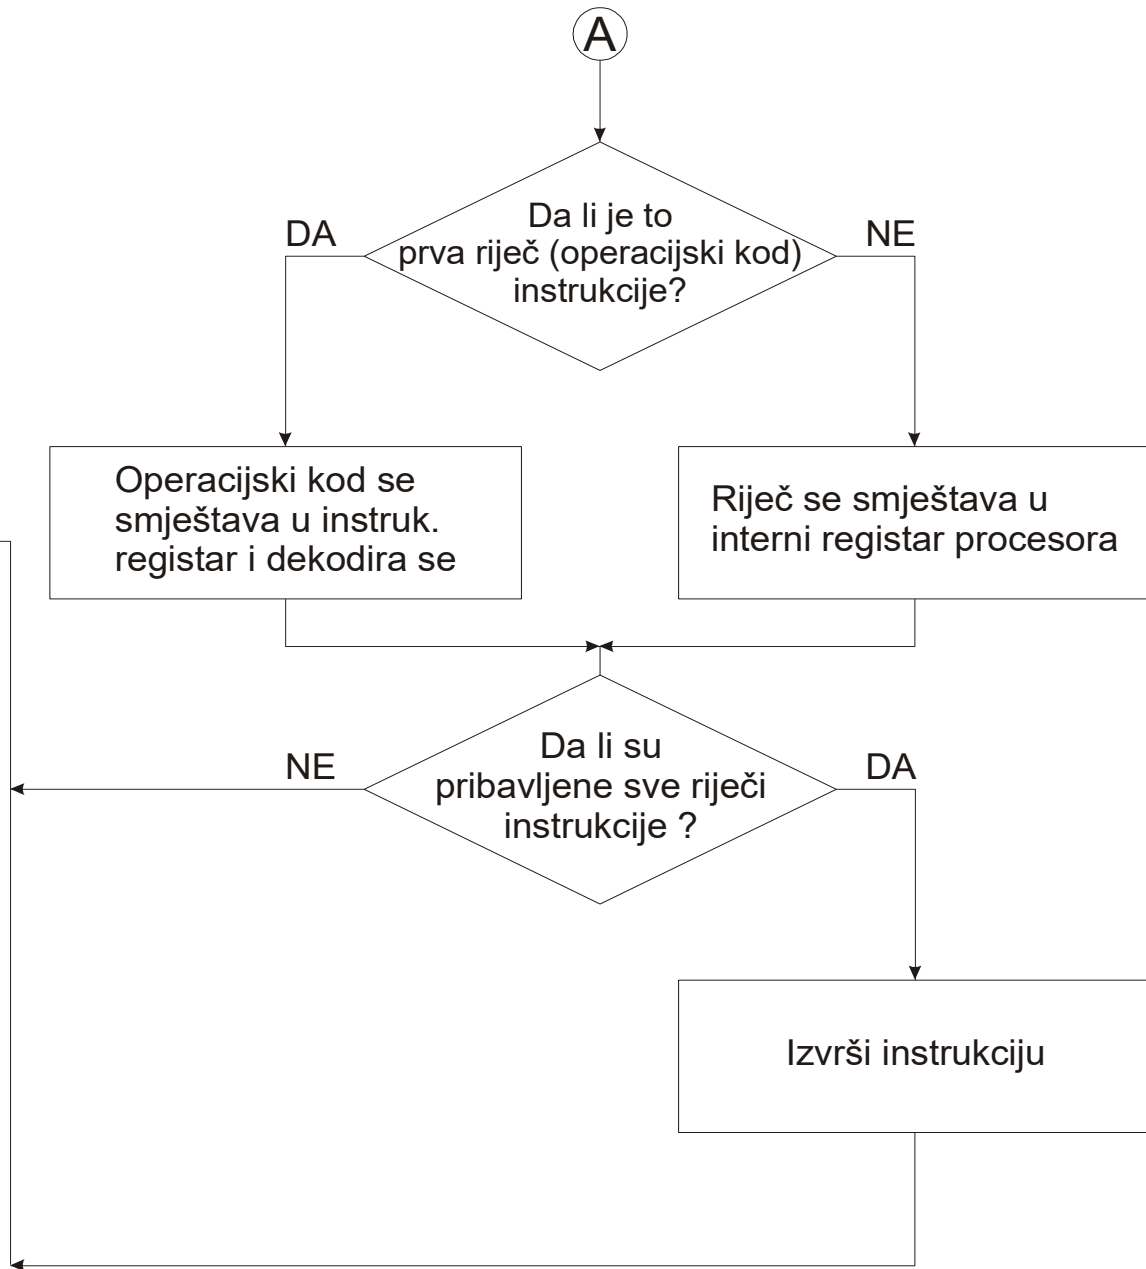 A
Da li je to
prva riječ (operacijski kod)
instrukcije?
DA
NE
Operacijski kod se
smještava u instruk.
registar i dekodira se
Riječ se smještava u
interni registar procesora
Da li su
pribavljene sve riječi
instrukcije ?
NE
DA
Izvrši instrukciju